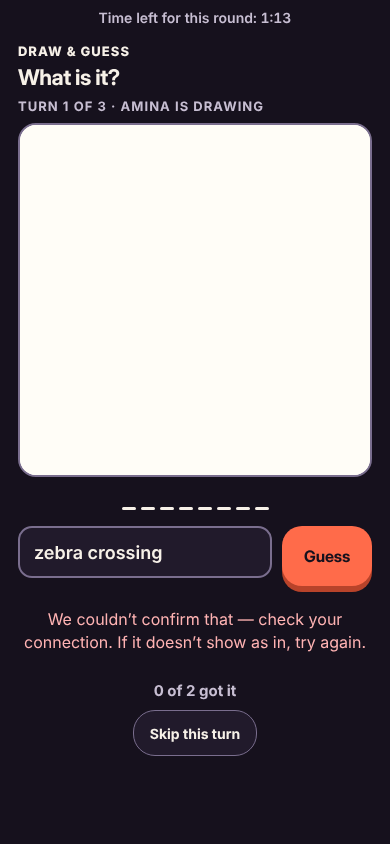 Time left for this round: 1:13
DRAW & GUESS
What is it?
TURN 1 OF 3 · AMINA IS DRAWING
zebra crossing
Guess
We couldn’t confirm that — check your
connection. If it doesn’t show as in, try again.
0 of 2 got it
Skip this turn